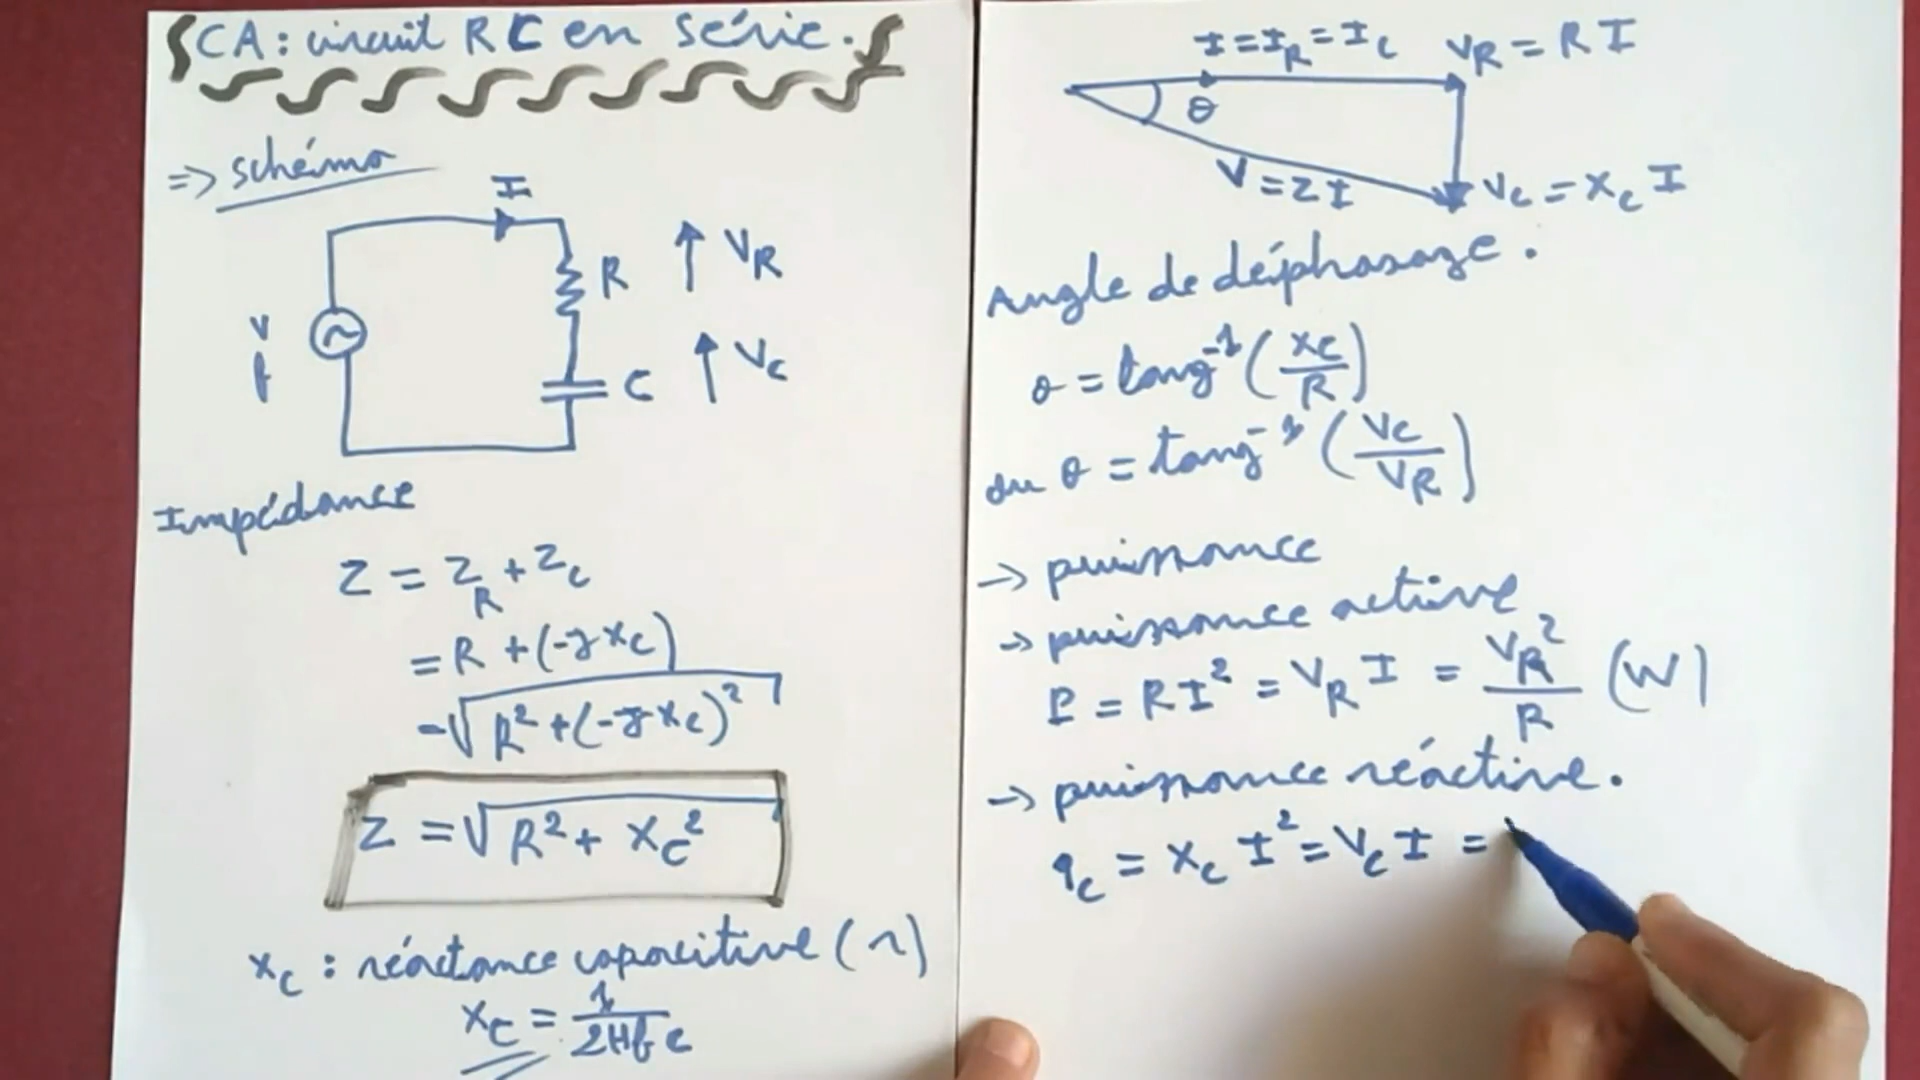 CA : circuit RC en série.
=> schéma
I
R
VR
V
C
VC
Impédance
Z = ZR + ZC
= R + (-jXC)
= √R² + (-jXC)²
Z = √R² + XC²
XC : réactance capacitive (Ω)
XC = 1/2πfC
I = IR = IC VR = RI
θ
V = ZI VC = XC I
Angle de déphasage.
θ = tang⁻¹ (XC/R)
ou θ = tang⁻¹ (VC/VR)
-> puissance
-> puissance active
P = RI² = VR I = VR²/R (W)
-> puissance réactive.
qC = XC I² = VC I =